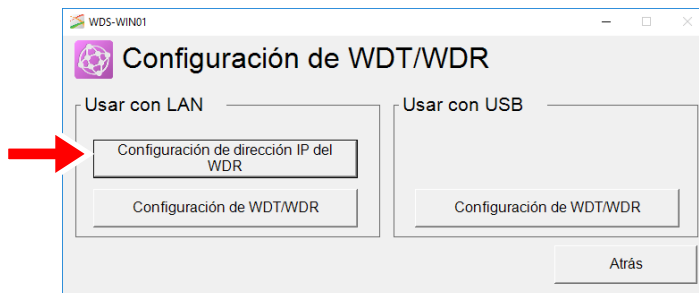 WDS-WIN01
Configuración de WDT/WDR
Usar con LAN
Configuración de dirección IP del
WDR
Configuración de WDT/WDR
Usar con USB
Configuración de WDT/WDR
Atrás